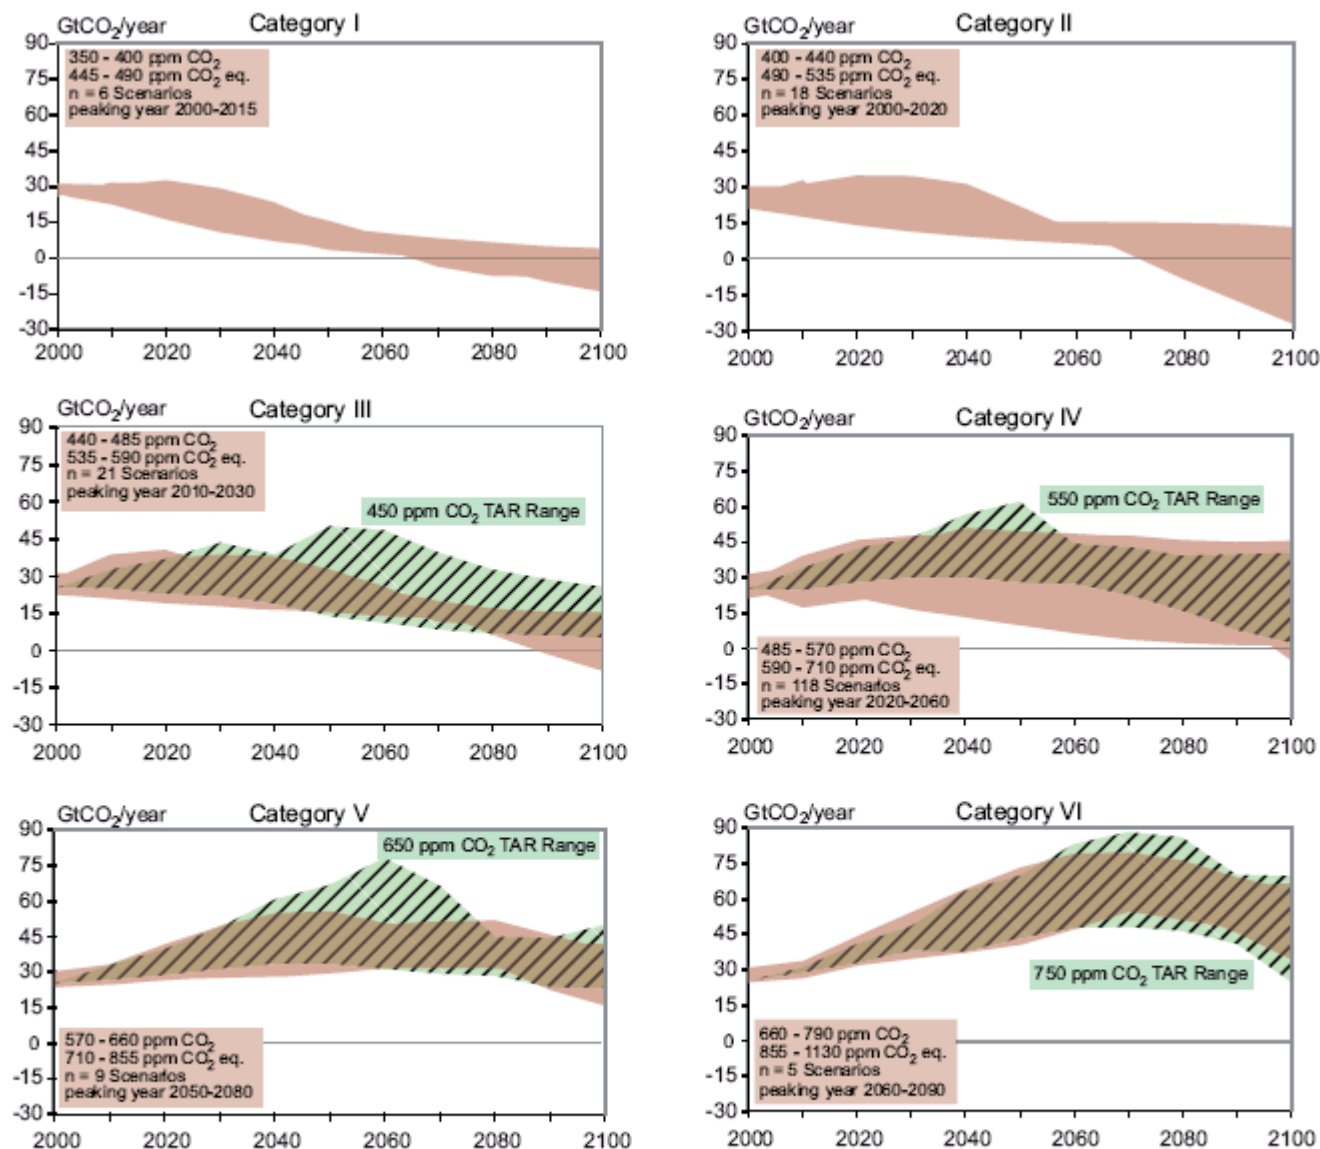 GtCO2/year Category I
90
350 - 400 ppm CO2
75
445 - 490 ppm CO2 eq.
n = 6 Scenarios
peaking year 2000-2015
60
45
30
15
0
-15
-30
2000 2020 2040 2060 2080 2100
GtCO2/year Category II
90
400 - 440 ppm CO2
75
490 - 535 ppm CO2 eq.
n = 18 Scenarios
peaking year 2000-2020
60
45
30
15
0
-15
-30
2000 2020 2040 2060 2080 2100
GtCO2/year Category III
90
440 - 485 ppm CO2
535 - 590 ppm CO2 eq.
75
n = 21 Scenarios
peaking year 2010-2030
60
450 ppm CO2 TAR Range
45
30
15
0
-15
-30
2000 2020 2040 2060 2080 2100
GtCO2/year Category IV
90
75
60
550 ppm CO2 TAR Range
45
30
15
0
485 - 570 ppm CO2
590 - 710 ppm CO2 eq.
-15
n = 118 Scenarios
peaking year 2020-2060
-30
2000 2020 2040 2060 2080 2100
GtCO2/year Category V
90
650 ppm CO2 TAR Range
75
60
45
30
15
0
570 - 660 ppm CO2
710 - 855 ppm CO2 eq.
-15
n = 9 Scenarios
peaking year 2050-2080
-30
2000 2020 2040 2060 2080 2100
GtCO2/year Category VI
90
75
60
45
30
750 ppm CO2 TAR Range
15
0
660 - 790 ppm CO2
855 - 1130 ppm CO2 eq.
-15
n = 5 Scenarios
peaking year 2060-2090
-30
2000 2020 2040 2060 2080 2100